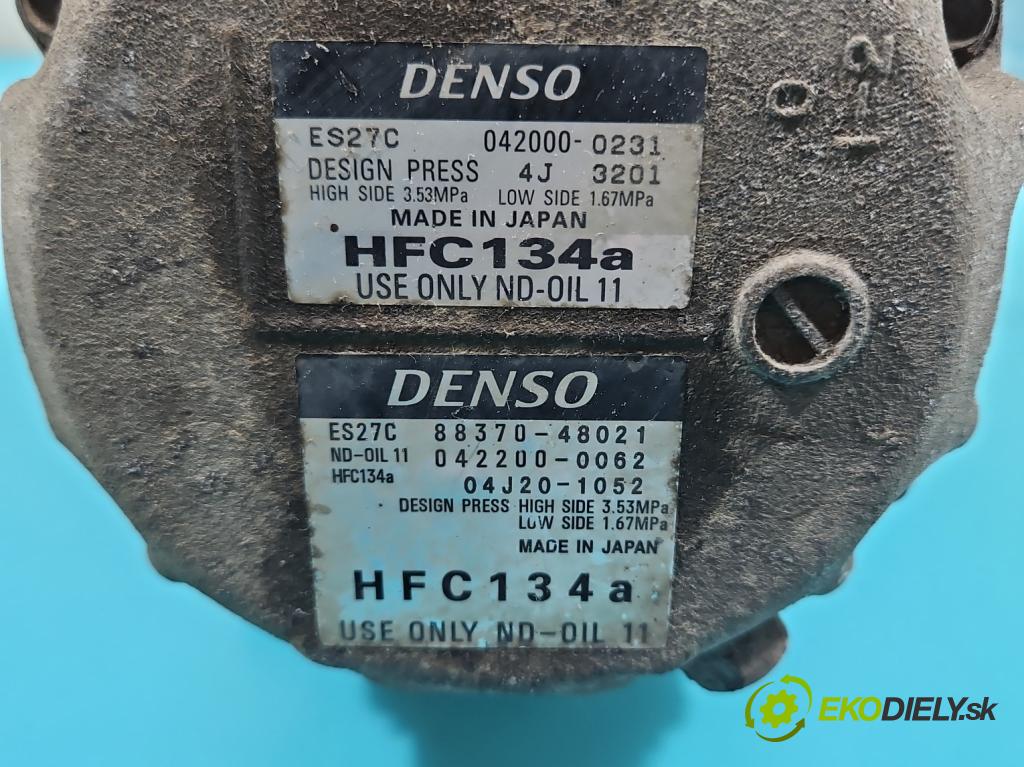 DENSO
ES27C 042000-0231
DESIGN PRESS 4J 3201
HIGH SIDE 3.53MPa LOW SIDE 1.67MPa
MADE IN JAPAN
HFC134a
USE ONLY ND-OIL 11
DENSO
ES27C 88370-48021
ND-OIL 11 042200-0062
HFC134a 04J20-1052
DESIGN PRESS HIGH SIDE 3.53MPa
LOW SIDE 1.67MPa
MADE IN JAPAN
HFC134a
USE ONLY ND-OIL 11
EKODIELY.sk